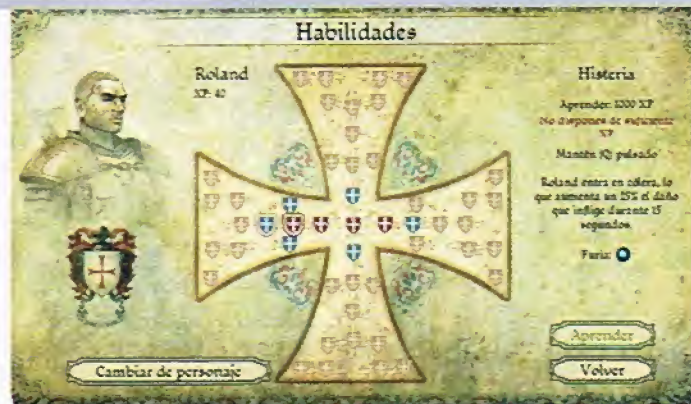 Habilidades
Roland
XP: 40
Histeria
Aprender: 1000 XP
No dispones de suficiente
XP
Mantén pulsado
Roland entra en cólera, lo
que aumenta un 25% el daño
que inflige durante 15
segundos.
Furia:
Aprender
Volver
Cambiar de personaje